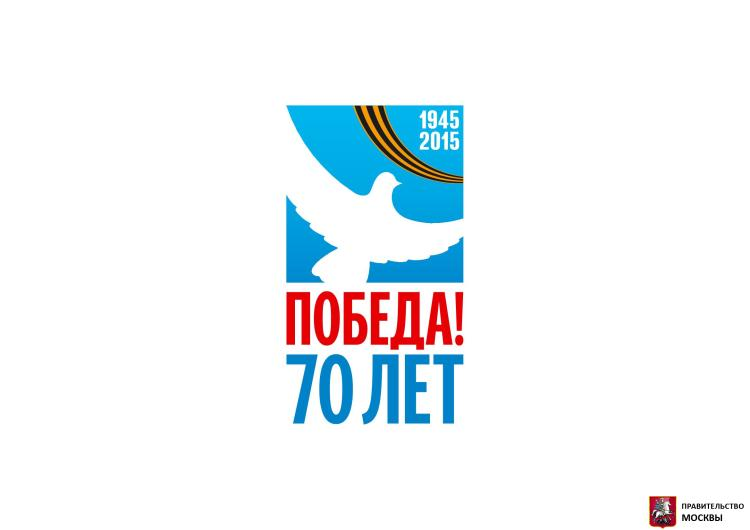 1945
2015
ПОБЕДА!
70 ЛЕТ
ПРАВИТЕЛЬСТВО
МОСКВЫ